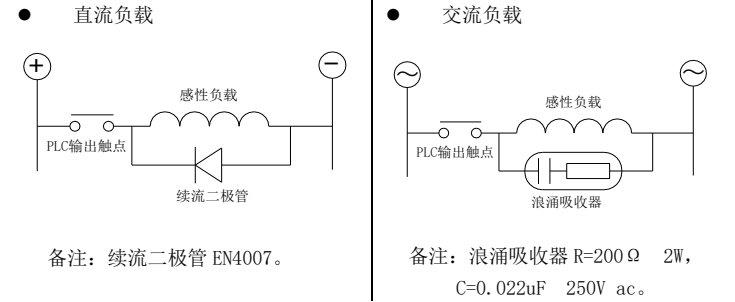 ● 直流负载
+
−
感性负载
PLC输出触点
续流二极管
备注：续流二极管 EN4007。
● 交流负载
~
~
感性负载
PLC输出触点
浪涌吸收器
备注：浪涌吸收器 R=200Ω 2W，
C=0.022uF 250V ac。